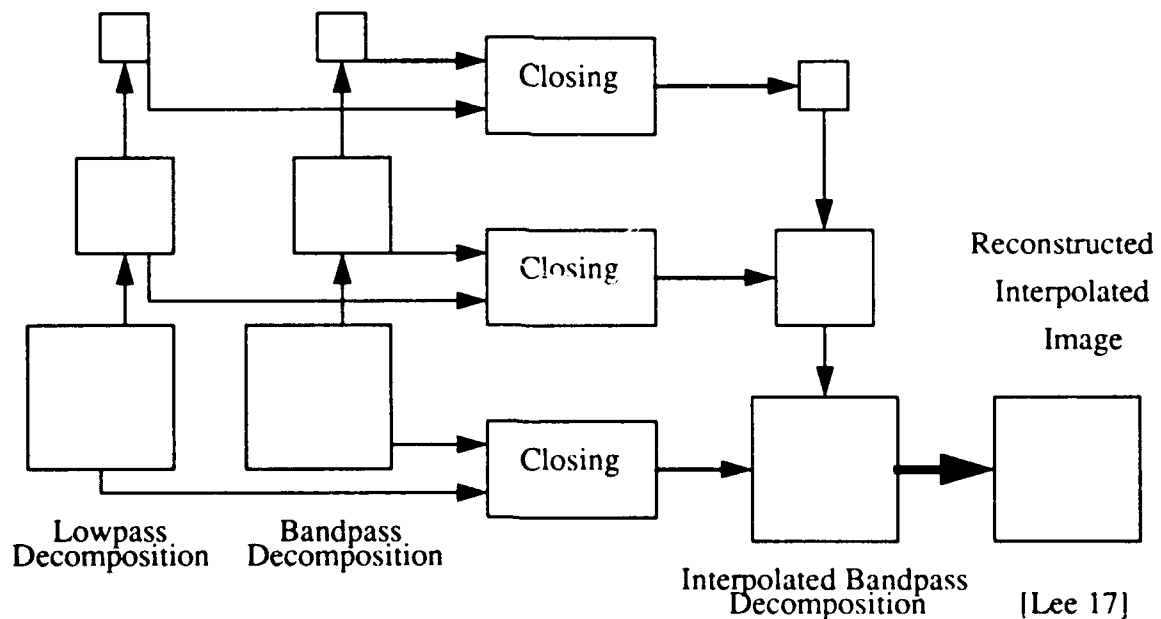 Closing
Closing
Reconstructed
Interpolated
Image
Closing
Lowpass
Decomposition
Bandpass
Decomposition
Interpolated Bandpass
Decomposition
[Lee 17]